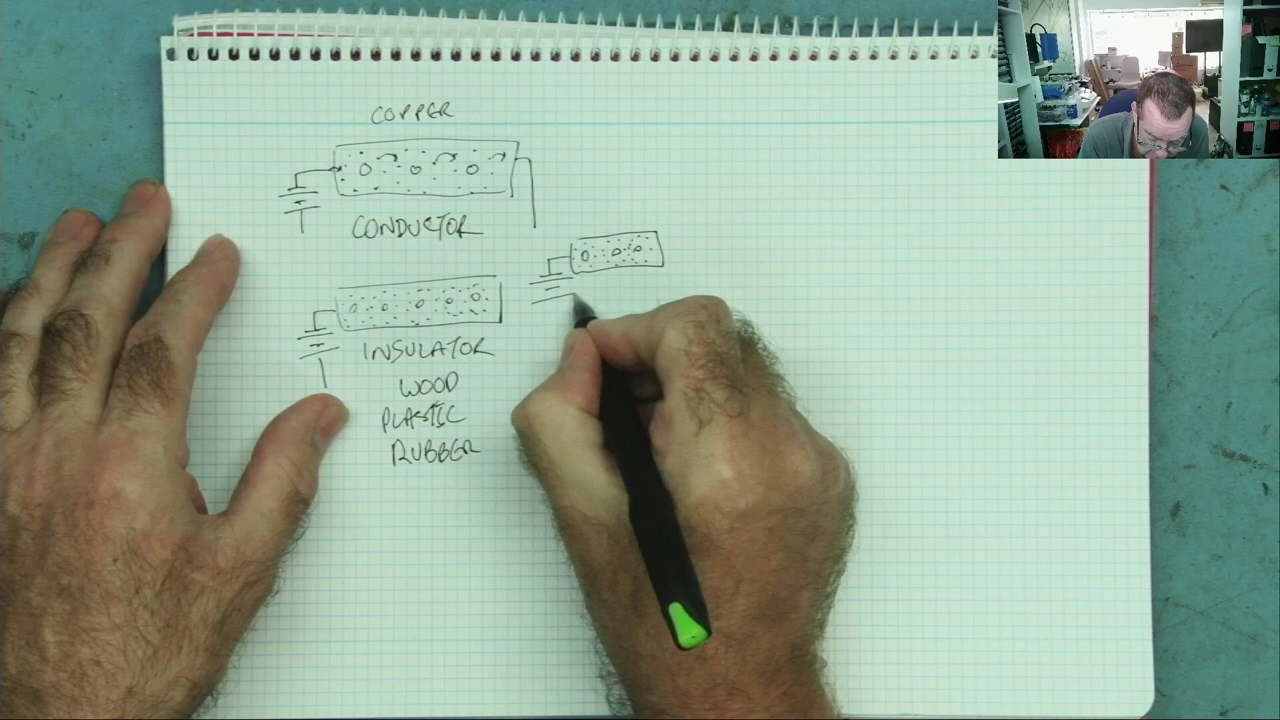 COPPER
CONDUCTOR
INSULATOR
WOOD
PLASTIC
RUBBER